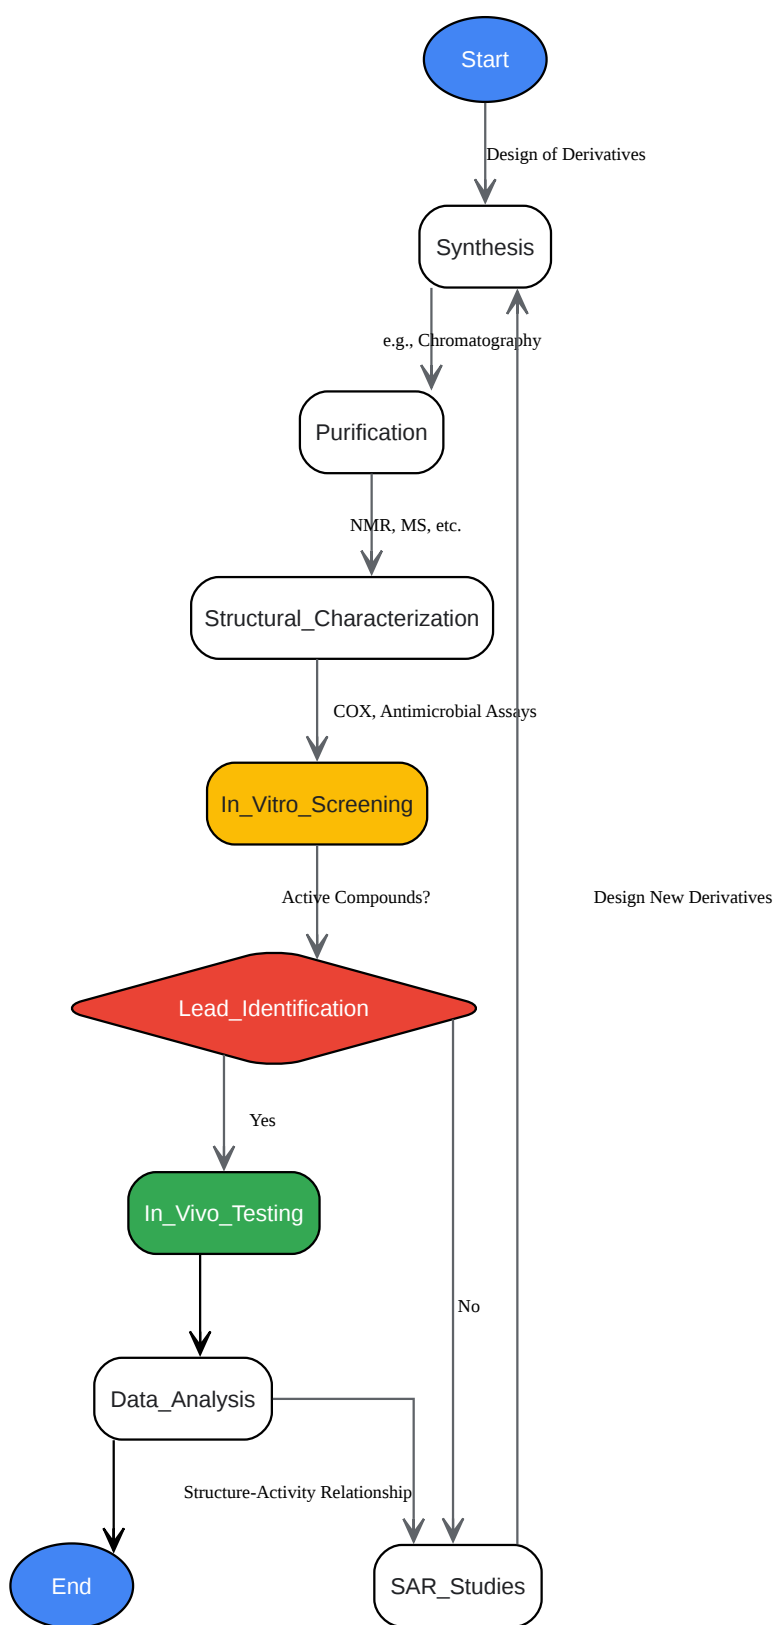 Start
Design of Derivatives
Synthesis
e.g., Chromatography
Purification
NMR, MS, etc.
Structural_Characterization
COX, Antimicrobial Assays
In_Vitro_Screening
Active Compounds?
Design New Derivatives
Lead_Identification
Yes
In_Vivo_Testing
No
Data_Analysis
Structure-Activity Relationship
End
SAR_Studies